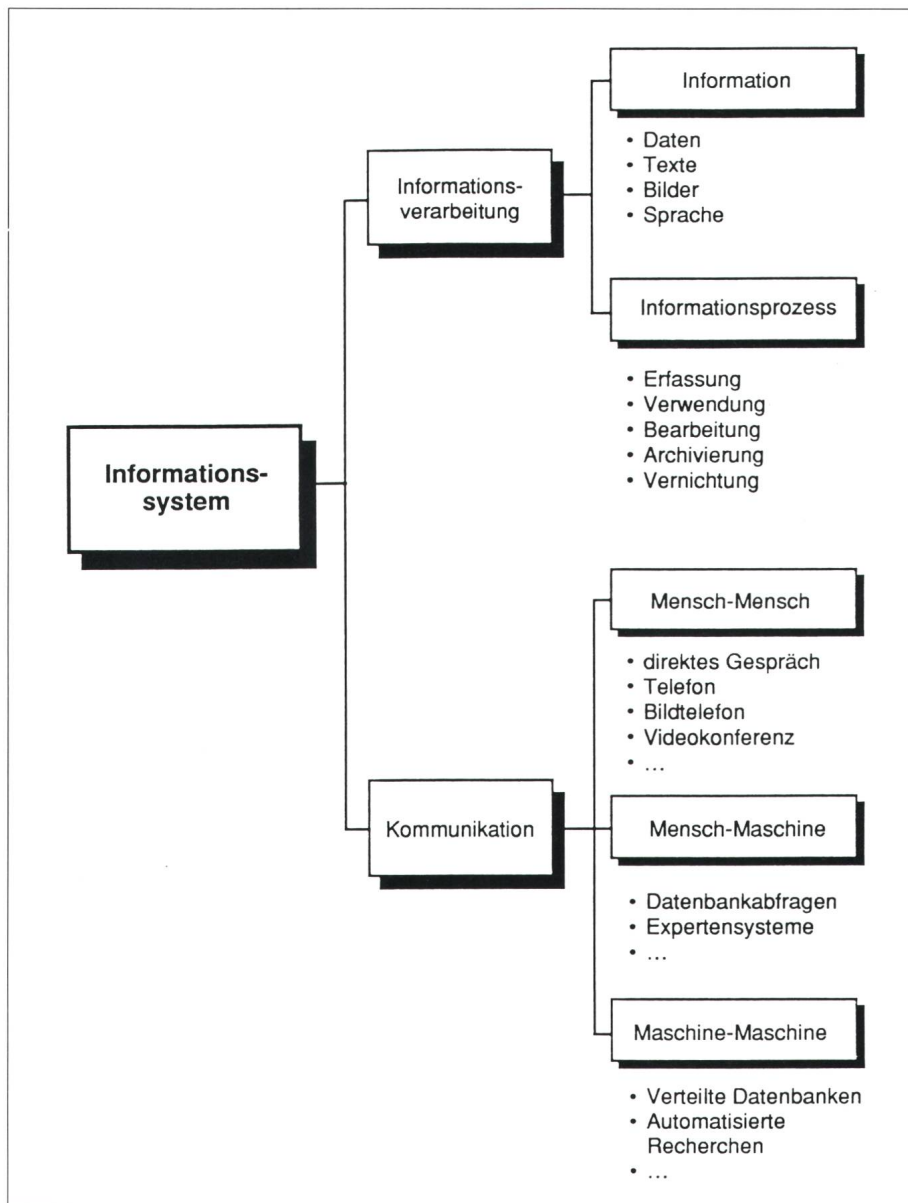 Information
• Daten
• Texte
• Bilder
• Sprache
Informations-
verarbeitung
Informationsprozess
• Erfassung
• Verwendung
• Bearbeitung
• Archivierung
• Vernichtung
Informations-
system
Mensch-Mensch
• direktes Gespräch
• Telefon
• Bildtelefon
• Videokonferenz
• ...
Kommunikation
Mensch-Maschine
• Datenbankabfragen
• Expertensysteme
• ...
Maschine-Maschine
• Verteilte Datenbanken
• Automatisierte
Recherchen
• ...